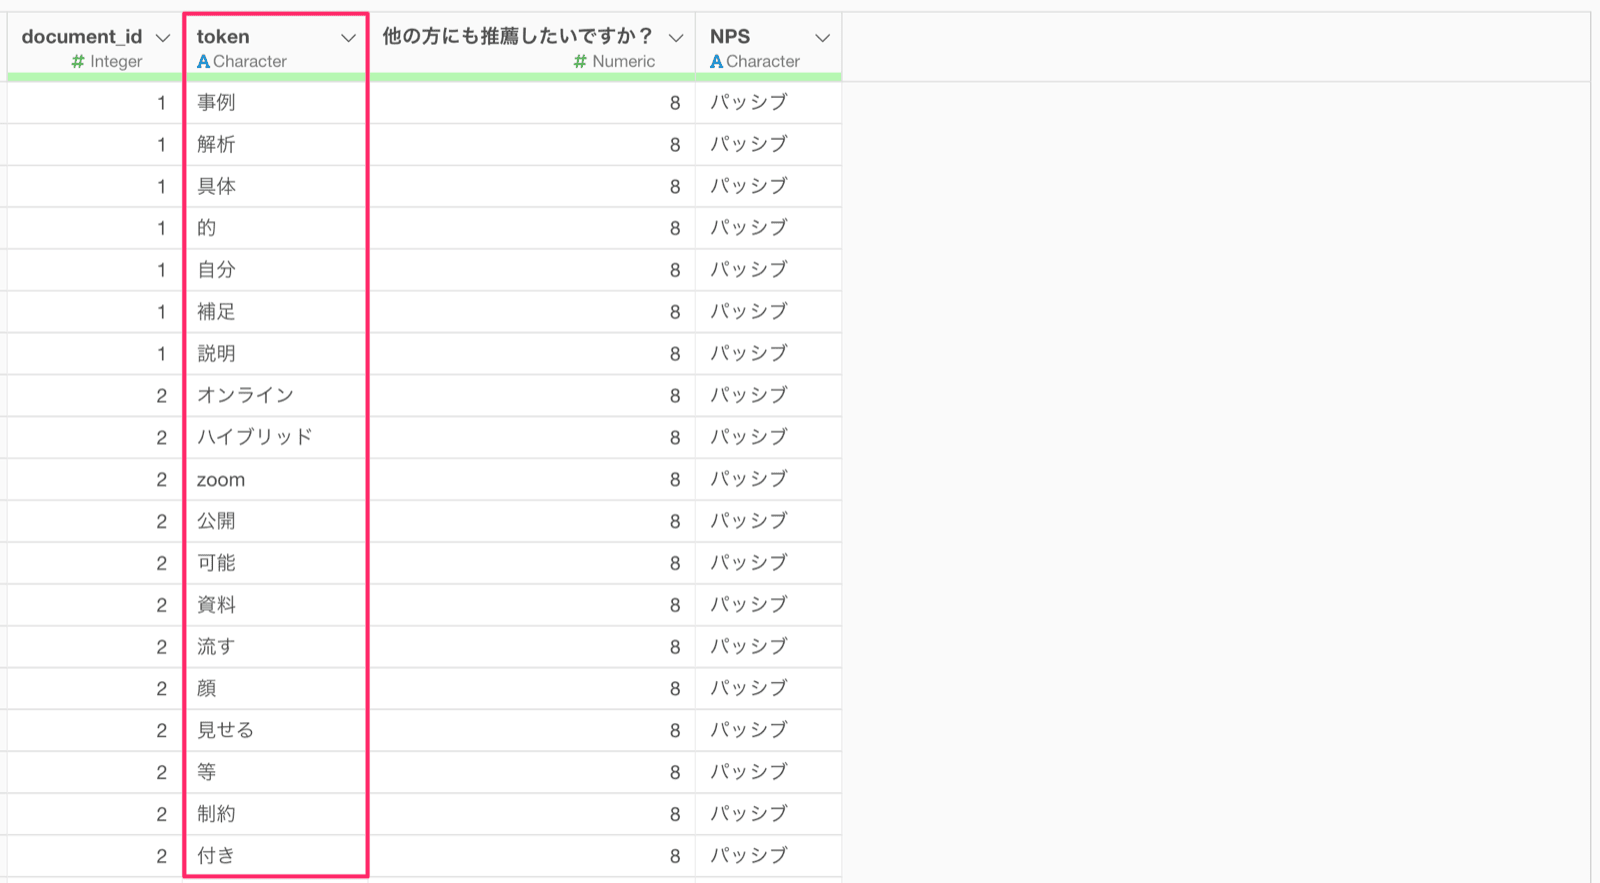 document_id token 他の方にも推薦したいですか？ NPS
# Integer A Character # Numeric A Character
1 事例 8 パッシブ
1 解析 8 パッシブ
1 具体 8 パッシブ
1 的 8 パッシブ
1 自分 8 パッシブ
1 補足 8 パッシブ
1 説明 8 パッシブ
2 オンライン 8 パッシブ
2 ハイブリッド 8 パッシブ
2 zoom 8 パッシブ
2 公開 8 パッシブ
2 可能 8 パッシブ
2 資料 8 パッシブ
2 流す 8 パッシブ
2 顔 8 パッシブ
2 見せる 8 パッシブ
2 等 8 パッシブ
2 制約 8 パッシブ
2 付き 8 パッシブ